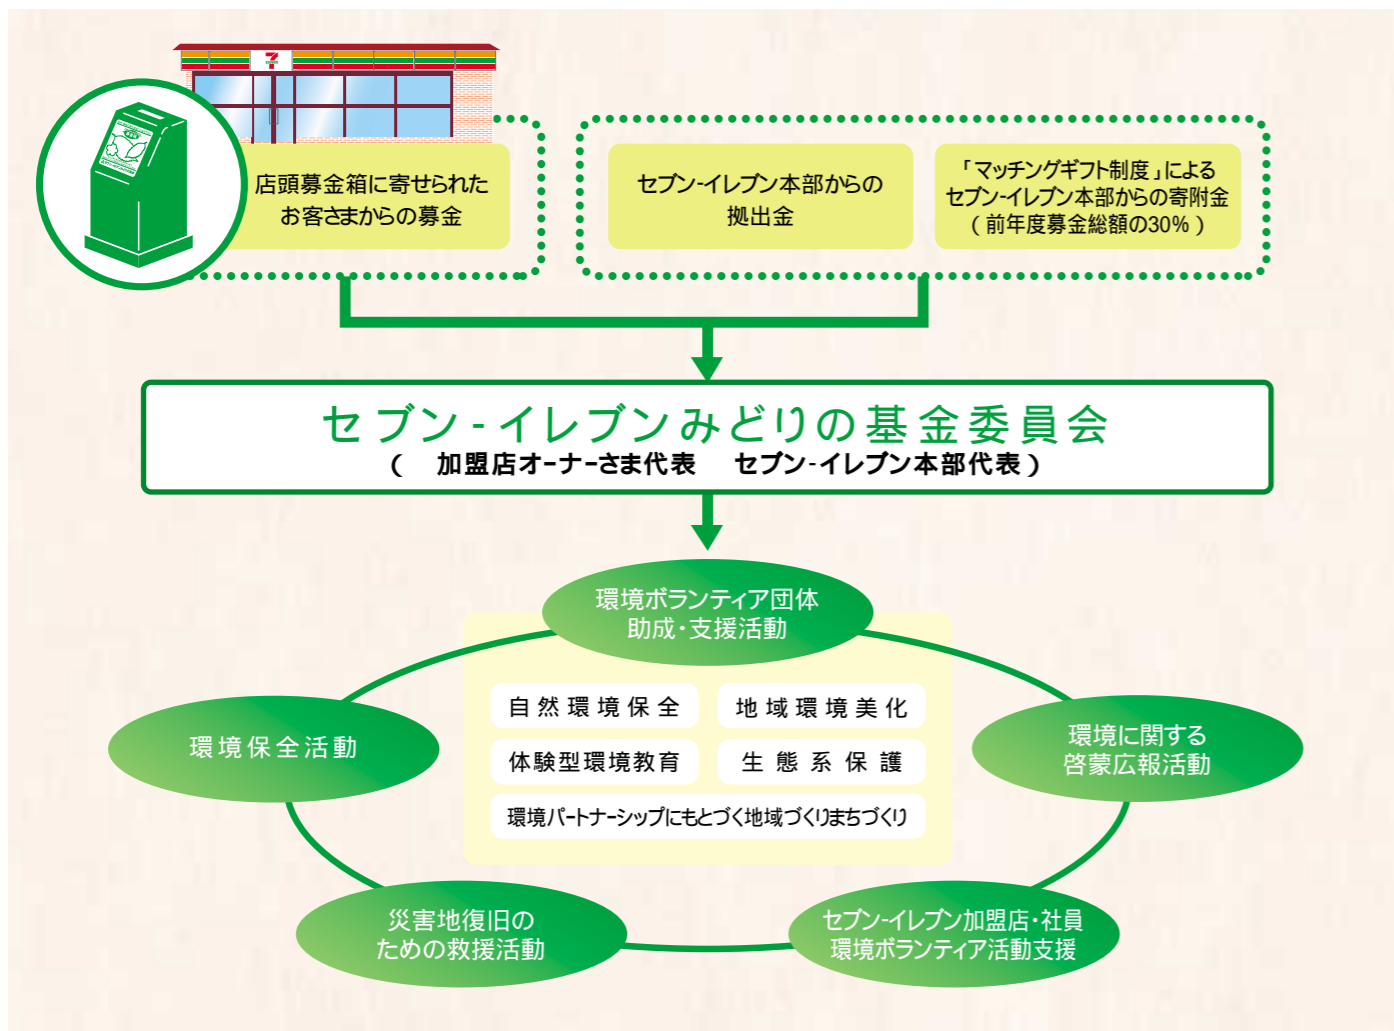 店頭募金箱に寄せられた
お客さまからの募金
セブン-イレブン本部からの
拠出金
「マッチングギフト制度」による
セブン-イレブン本部からの寄附金
(前年度募金総額の30%)
セブン-イレブンみどりの基金委員会
( 加盟店オーナーさま代表 セブン-イレブン本部代表)
環境ボランティア団体
助成・支援活動
自然環境保全
地域環境美化
体験型環境教育
生態系保護
環境パートナーシップにもとづく地域づくりまちづくり
環境保全活動
環境に関する
啓蒙広報活動
災害地復旧の
ための救援活動
セブン-イレブン加盟店・社員
環境ボランティア活動支援